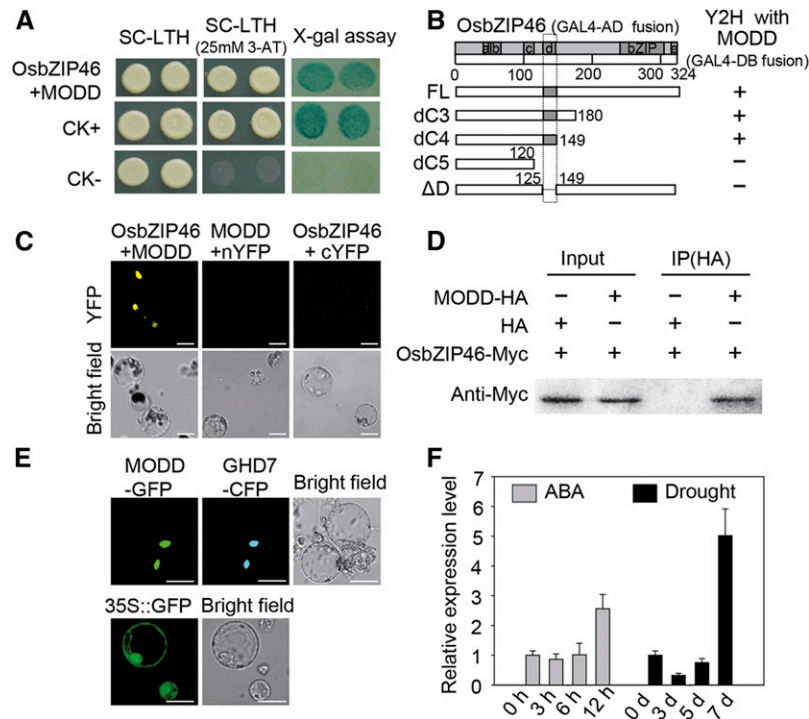 A
SC-LTH SC-LTH (25mM 3-AT) X-gal assay
OsbZIP46 +MODD
CK+
CK-
B
OsbZIP46 (GAL4-AD fusion)
Y2H with MODD (GAL4-DB fusion)
a b c d bZIP e
0 100 200 300 324
FL +
dC3 180 +
dC4 149 +
dC5 120 −
ΔD 125 149 −
C
OsbZIP46 +MODD MODD +nYFP OsbZIP46 + cYFP
YFP
Bright field
D
Input IP(HA)
MODD-HA − + − +
HA + − + −
OsbZIP46-Myc + + + +
Anti-Myc
E
MODD -GFP GHD7 -CFP Bright field
35S::GFP Bright field
F
Relative expression level
7
6
5
4
3
2
1
0
ABA Drought
0 h 3 h 6 h 12 h 0 d 3 d 5 d 7 d